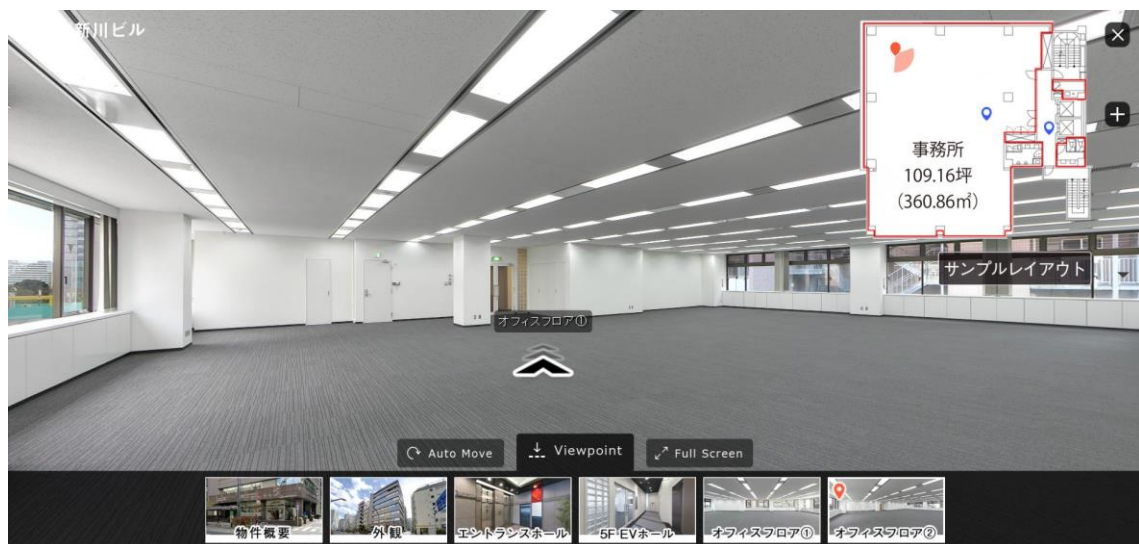 新川ビル
事務所
109.16坪
(360.86㎡)
サンプルレイアウト
オフィスフロア①
Auto Move
Viewpoint
Full Screen
物件概要
外観
エントランスホール
5F EVホール
オフィスフロア①
オフィスフロア②